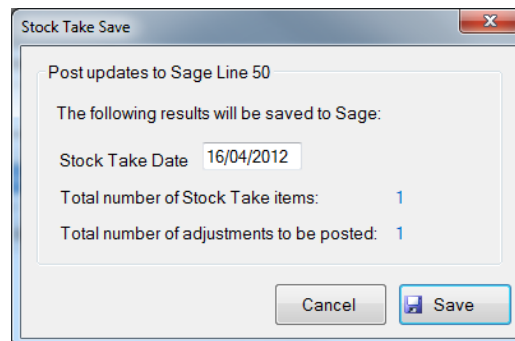 Stock Take Save
Post updates to Sage Line 50
The following results will be saved to Sage:
Stock Take Date 16/04/2012
Total number of Stock Take items: 1
Total number of adjustments to be posted: 1
Cancel Save